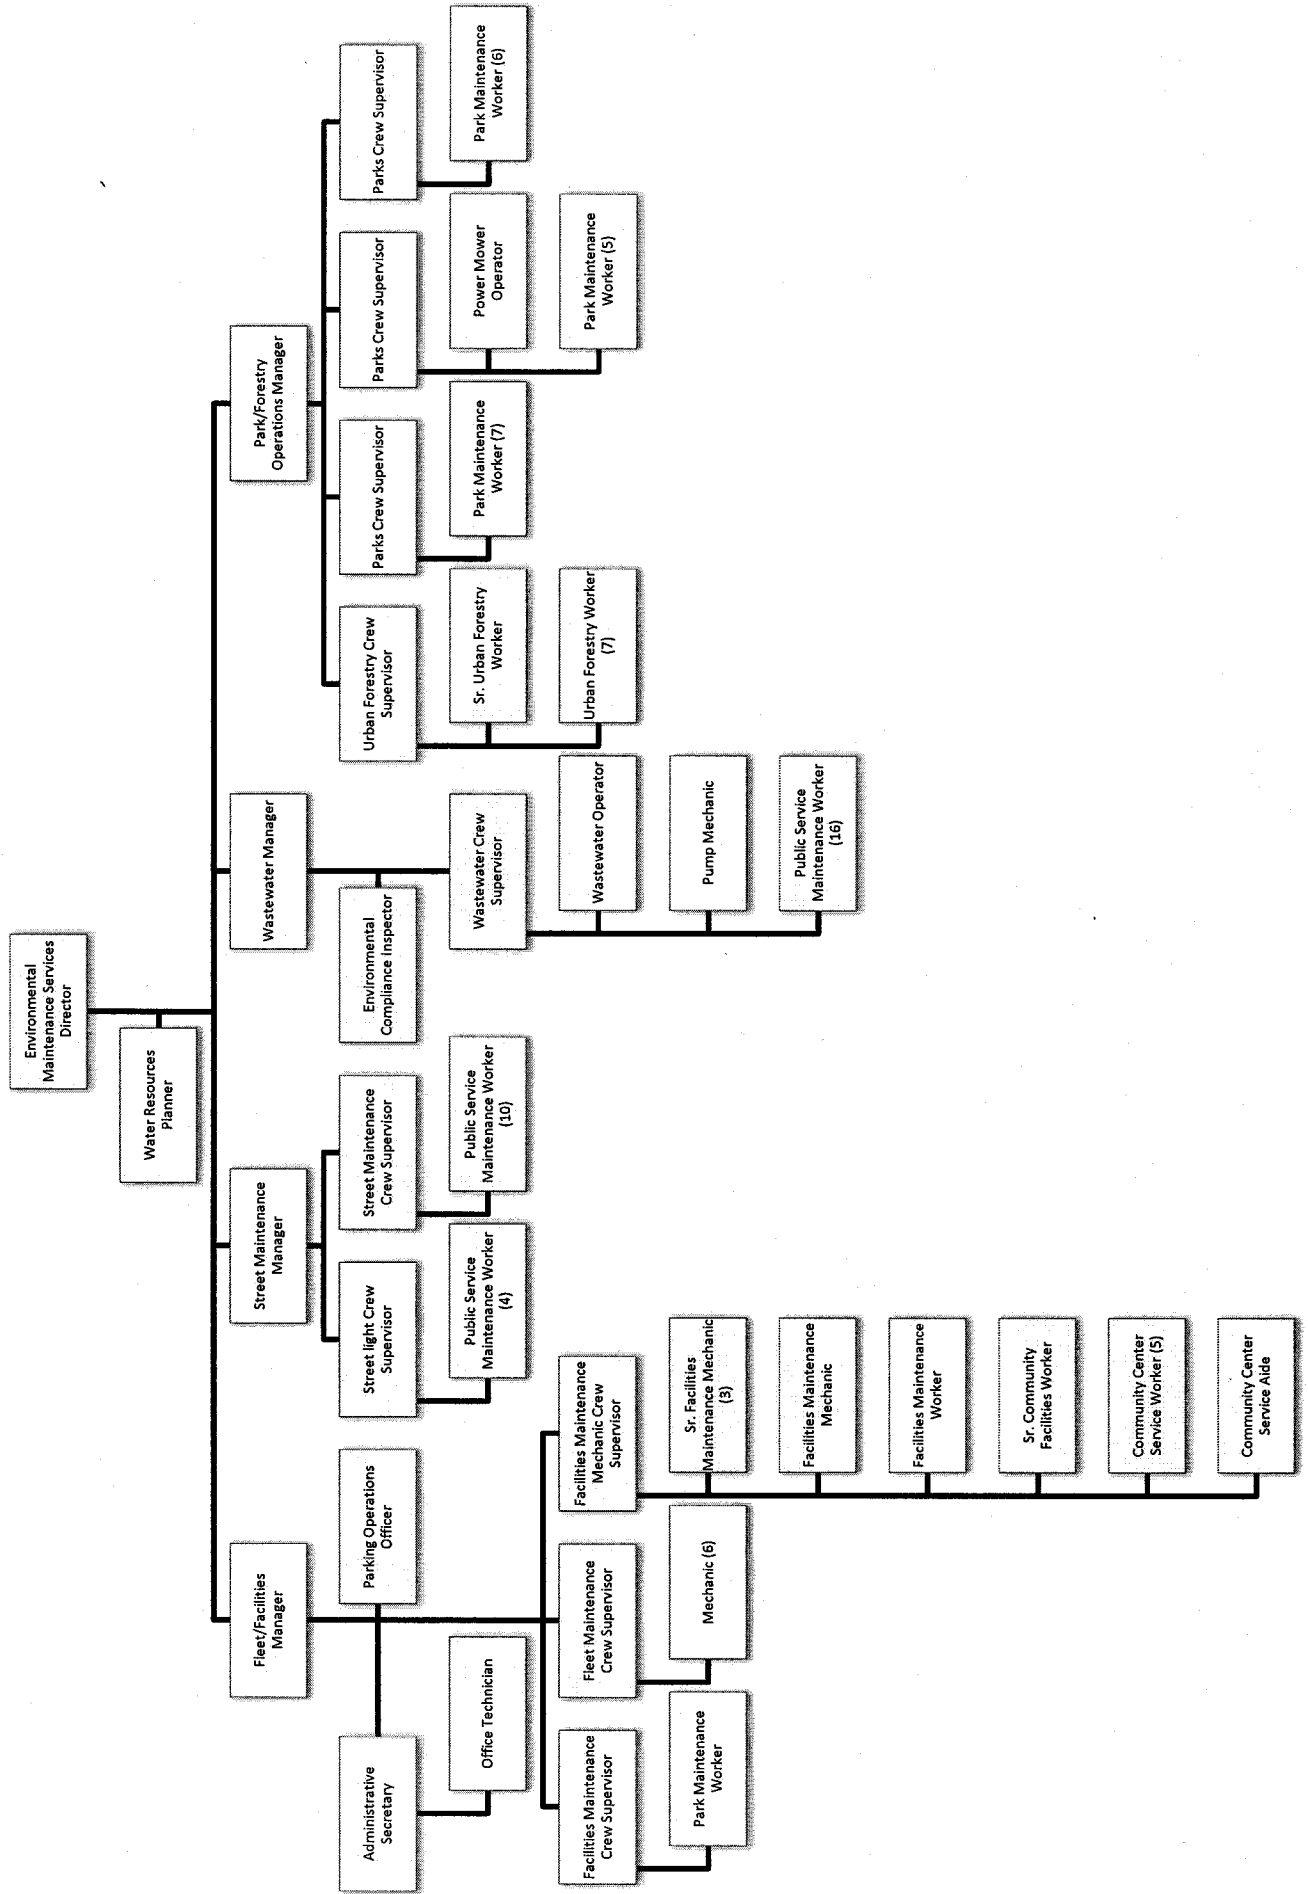 Environmental
Maintenance Services
Director
Water Resources
Planner
Fleet/Facilities
Manager
Street Maintenance
Manager
Wastewater Manager
Park/Forestry
Operations Manager
Administrative
Secretary
Parking Operations
Officer
Street light Crew
Supervisor
Street Maintenance
Crew Supervisor
Environmental
Compliance Inspector
Urban Forestry Crew
Supervisor
Parks Crew Supervisor
Parks Crew Supervisor
Parks Crew Supervisor
Office Technician
Public Service
Maintenance Worker
(4)
Public Service
Maintenance Worker
(10)
Wastewater Crew
Supervisor
Sr. Urban Forestry
Worker
Park Maintenance
Worker (7)
Power Mower
Operator
Park Maintenance
Worker (6)
Facilities Maintenance
Crew Supervisor
Fleet Maintenance
Crew Supervisor
Facilities Maintenance
Mechanic Crew
Supervisor
Wastewater Operator
Urban Forestry Worker
(7)
Park Maintenance
Worker (5)
Park Maintenance
Worker
Mechanic (6)
Sr. Facilities
Maintenance Mechanic
(3)
Pump Mechanic
Facilities Maintenance
Mechanic
Public Service
Maintenance Worker
(16)
Facilities Maintenance
Worker
Sr. Community
Facilities Worker
Community Center
Service Worker (5)
Community Center
Service Aide